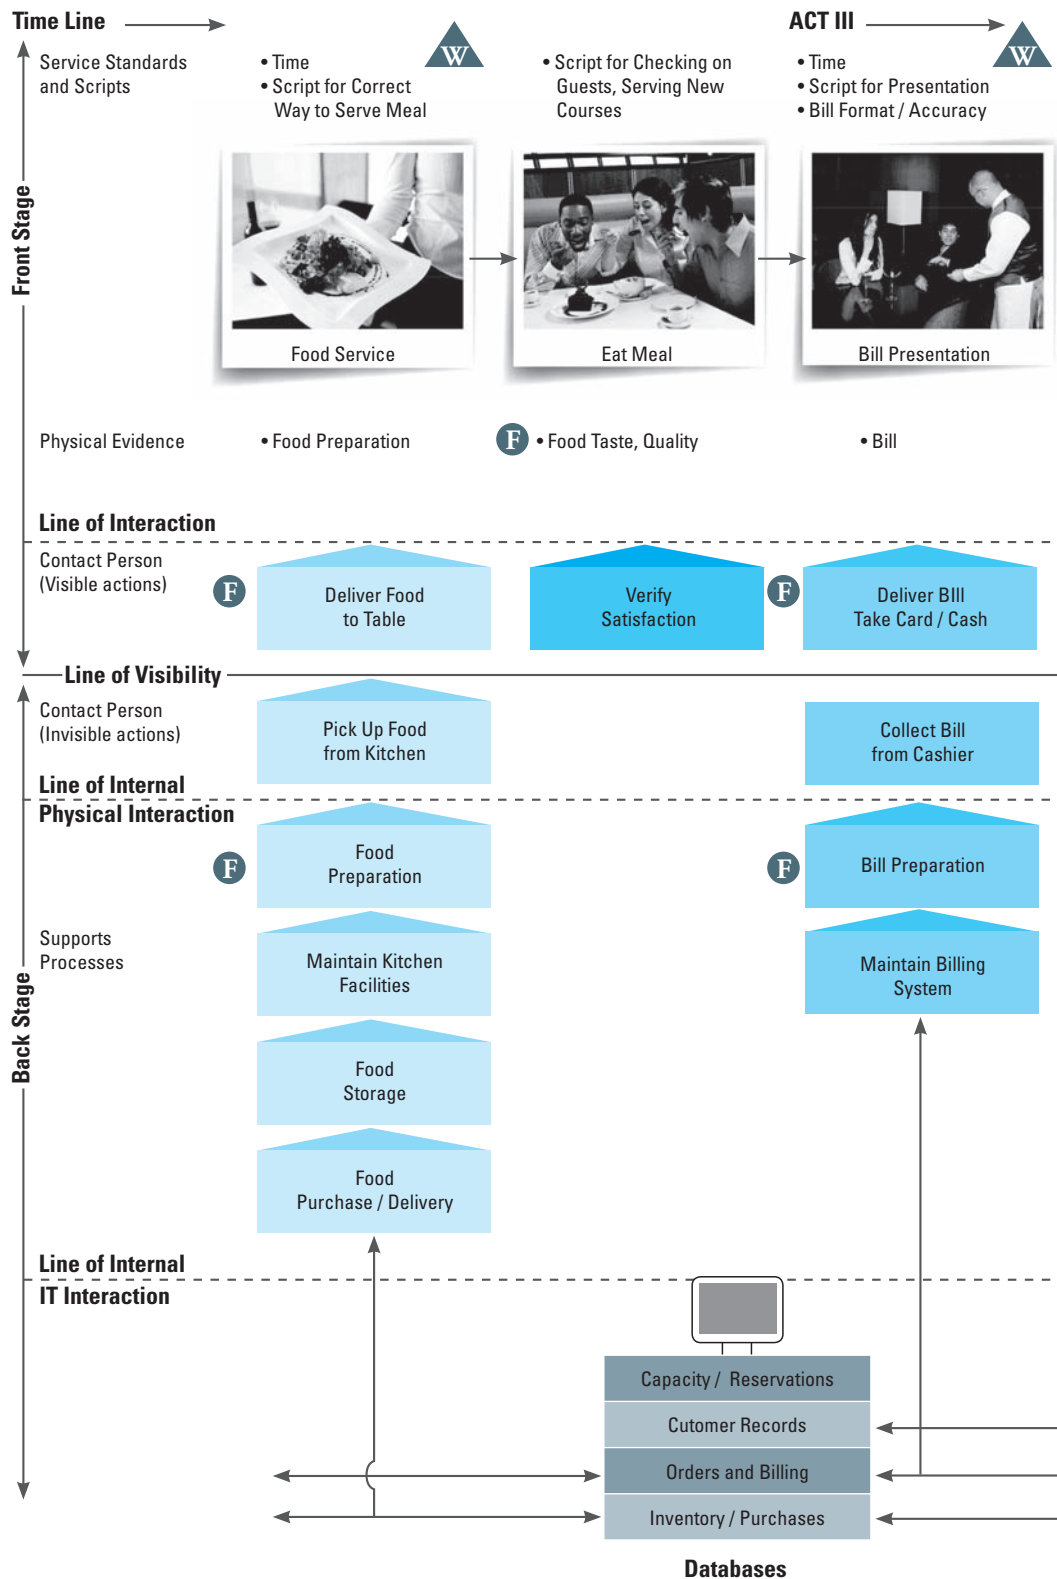 Time Line
ACT III
Service Standards
and Scripts
• Time
• Script for Correct
Way to Serve Meal
W
• Script for Checking on
Guests, Serving New
Courses
• Time
• Script for Presentation
• Bill Format / Accuracy
W
Front Stage
Food Service
Eat Meal
Bill Presentation
Physical Evidence
• Food Preparation
F
• Food Taste, Quality
• Bill
Line of Interaction
Contact Person
(Visible actions)
F
Deliver Food
to Table
Verify
Satisfaction
F
Deliver BIll
Take Card / Cash
Line of Visibility
Contact Person
(Invisible actions)
Pick Up Food
from Kitchen
Collect Bill
from Cashier
Line of Internal
Physical Interaction
F
Food
Preparation
F
Bill Preparation
Supports
Processes
Maintain Kitchen
Facilities
Maintain Billing
System
Back Stage
Food
Storage
Food
Purchase / Delivery
Line of Internal
IT Interaction
Capacity / Reservations
Cutomer Records
Orders and Billing
Inventory / Purchases
Databases